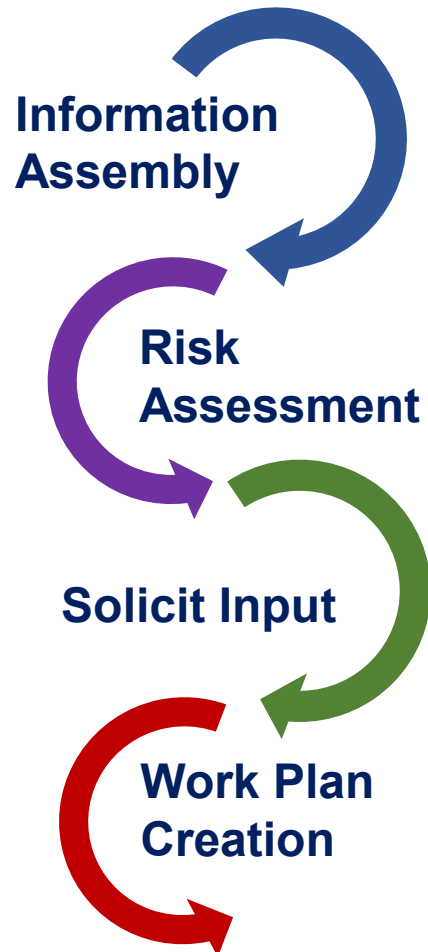 Information
Assembly
Risk
Assessment
Solicit Input
Work Plan
Creation